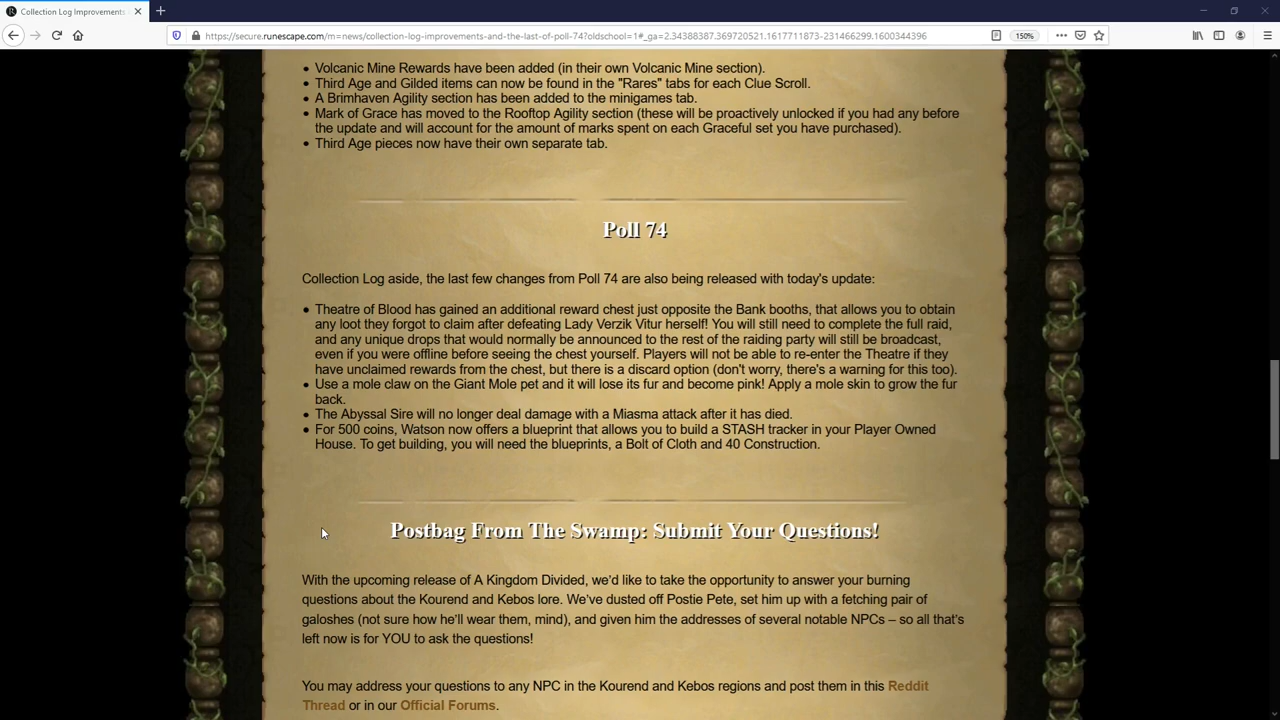 Collection Log Improvements
https://secure.runescape.com/m=news/collection-log-improvements-and-the-last-of-poll-74?oldschool=1#_ga=2.34388387.369720521.1617711873-231466299.1600344396
150%
• Volcanic Mine Rewards have been added (in their own Volcanic Mine section).
• Third Age and Gilded items can now be found in the "Rares" tabs for each Clue Scroll.
• A Brimhaven Agility section has been added to the minigames tab.
• Mark of Grace has moved to the Rooftop Agility section (these will be proactively unlocked if you had any before
the update and will account for the amount of marks spent on each Graceful set you have purchased).
• Third Age pieces now have their own separate tab.
Poll 74
Collection Log aside, the last few changes from Poll 74 are also being released with today's update:
• Theatre of Blood has gained an additional reward chest just opposite the Bank booths, that allows you to obtain
any loot they forgot to claim after defeating Lady Verzik Vitur herself! You will still need to complete the full raid,
and any unique drops that would normally be announced to the rest of the raiding party will still be broadcast,
even if you were offline before seeing the chest yourself. Players will not be able to re-enter the Theatre if they
have unclaimed rewards from the chest, but there is a discard option (don't worry, there's a warning for this too).
• Use a mole claw on the Giant Mole pet and it will lose its fur and become pink! Apply a mole skin to grow the fur
back.
• The Abyssal Sire will no longer deal damage with a Miasma attack after it has died.
• For 500 coins, Watson now offers a blueprint that allows you to build a STASH tracker in your Player Owned
House. To get building, you will need the blueprints, a Bolt of Cloth and 40 Construction.
Postbag From The Swamp: Submit Your Questions!
With the upcoming release of A Kingdom Divided, we'd like to take the opportunity to answer your burning
questions about the Kourend and Kebos lore. We've dusted off Postie Pete, set him up with a fetching pair of
galoshes (not sure how he'll wear them, mind), and given him the addresses of several notable NPCs – so all that's
left now is for YOU to ask the questions!
You may address your questions to any NPC in the Kourend and Kebos regions and post them in this Reddit
Thread or in our Official Forums.